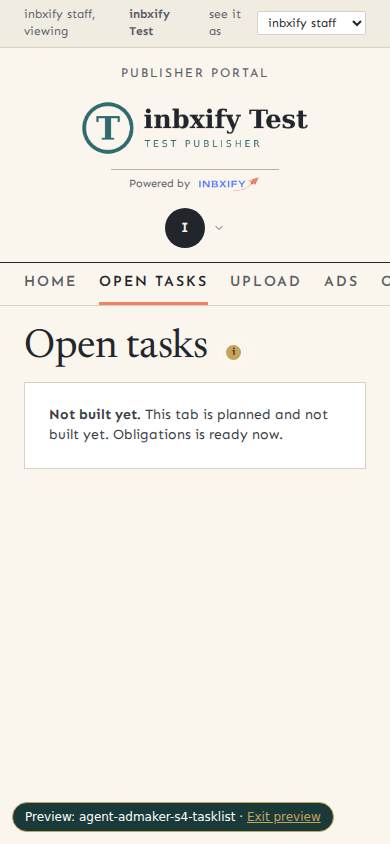 inbxify staff, viewing
inbxify Test
see it as
inbxify staff
PUBLISHER PORTAL
T
inbxify Test
TEST PUBLISHER
Powered by INBXIFY
I
HOME OPEN TASKS UPLOAD ADS
Open tasks i
Not built yet. This tab is planned and not
built yet. Obligations is ready now.
Preview: agent-admaker-s4-tasklist · Exit preview